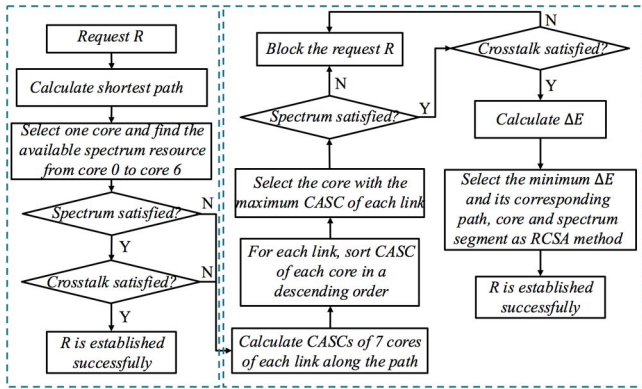 Request R
Calculate shortest path
Select one core and find the
available spectrum resource
from core 0 to core 6
Spectrum satisfied?
N
Y
Crosstalk satisfied?
N
Y
R is established
successfully
Block the request R
N
Spectrum satisfied?
Y
Select the core with the
maximum CASC of each link
For each link, sort CASC
of each core in a
descending order
Calculate CASCs of 7 cores
of each link along the path
N
Crosstalk satisfied?
Y
Calculate ΔE
Select the minimum ΔE
and its corresponding
path, core and spectrum
segment as RCSA method
R is established
successfully